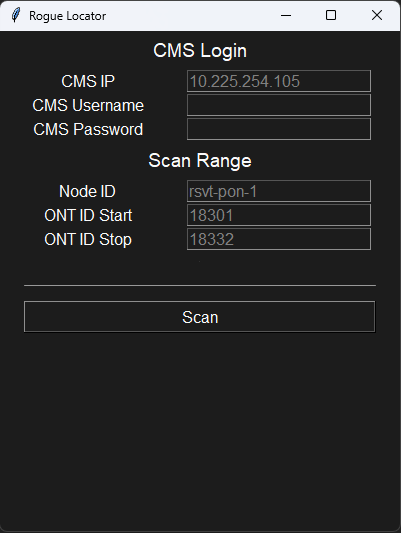 Rogue Locator
CMS Login
CMS IP 10.225.254.105
CMS Username
CMS Password
Scan Range
Node ID rsvt-pon-1
ONT ID Start 18301
ONT ID Stop 18332
Scan